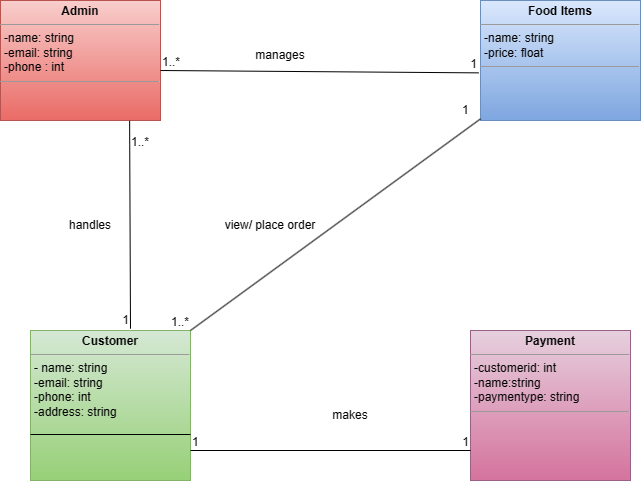 Admin
-name: string
-email: string
-phone : int
Food Items
-name: string
-price: float
1..*
manages
1
1
1..*
handles
view/ place order
1
1..*
Customer
- name: string
-email: string
-phone: int
-address: string
Payment
-customerid: int
-name:string
-paymentype: string
makes
1
1